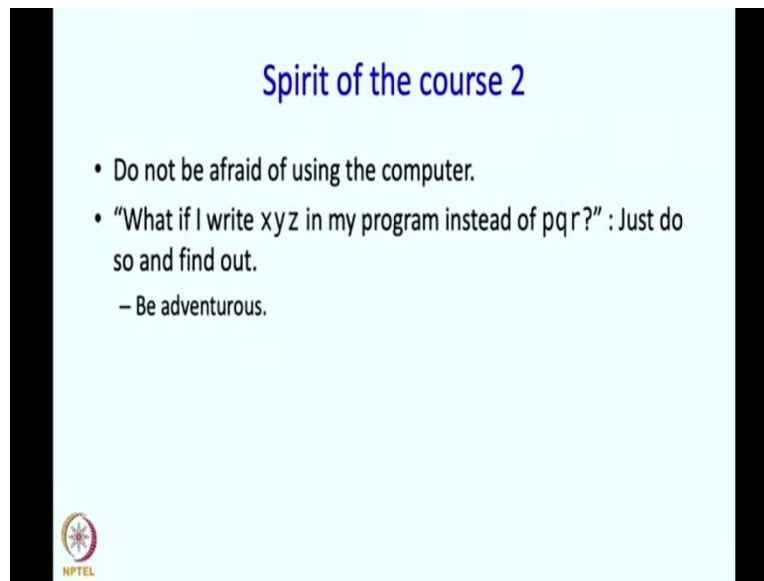 Spirit of the course 2
• Do not be afraid of using the computer.
• “What if I write xyz in my program instead of pqr?” : Just do
so and find out.
– Be adventurous.
NPTEL